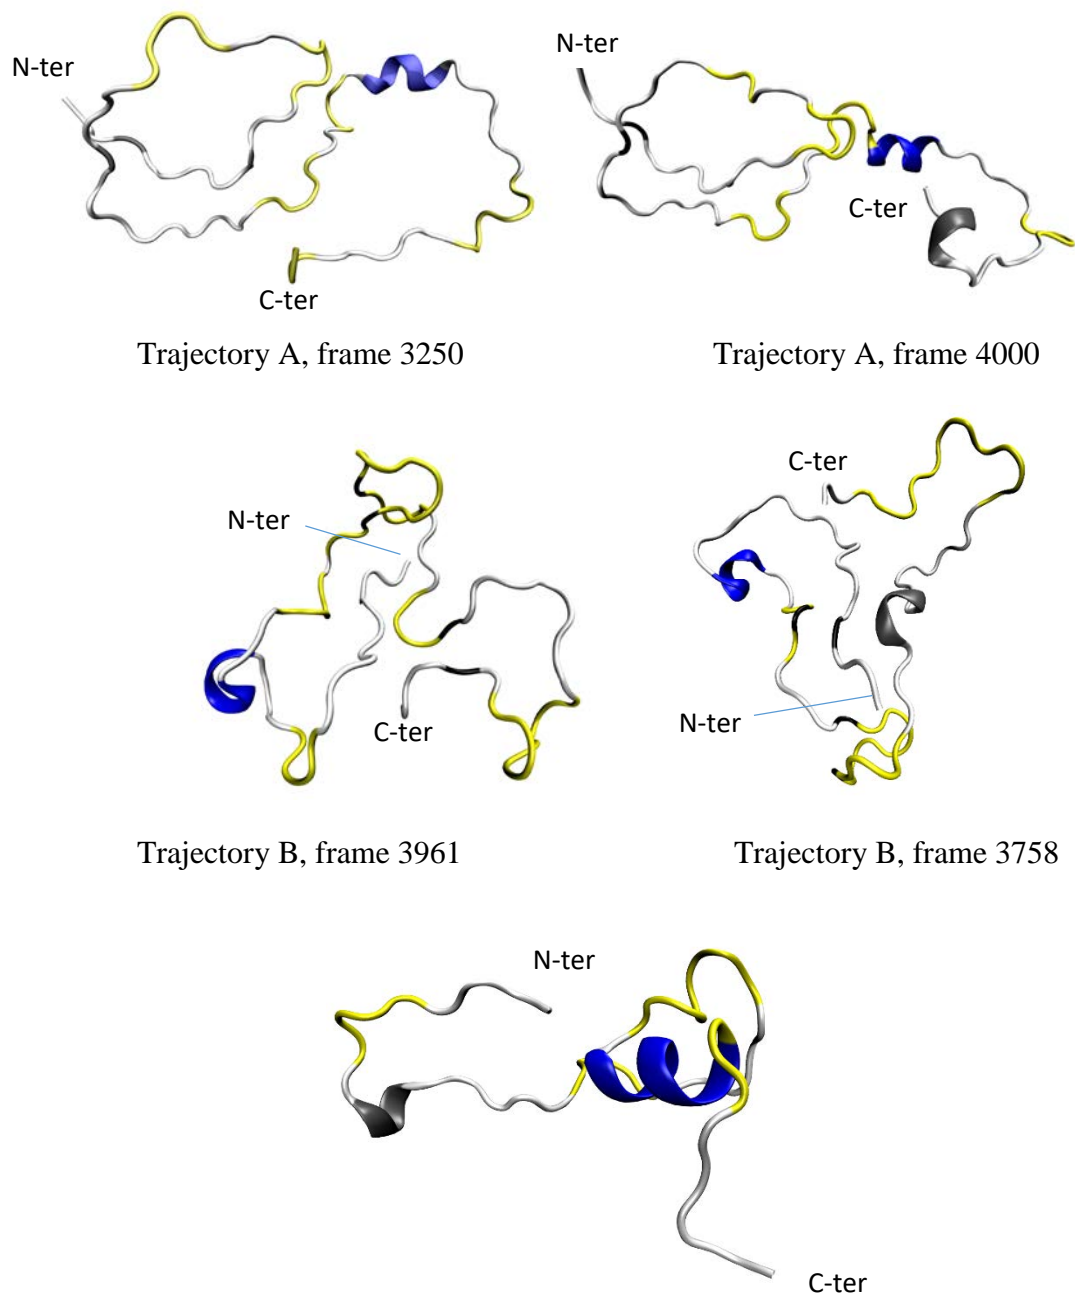 N-ter
N-ter
C-ter
C-ter
Trajectory A, frame 3250
Trajectory A, frame 4000
C-ter
N-ter
C-ter
N-ter
Trajectory B, frame 3961
Trajectory B, frame 3758
N-ter
C-ter